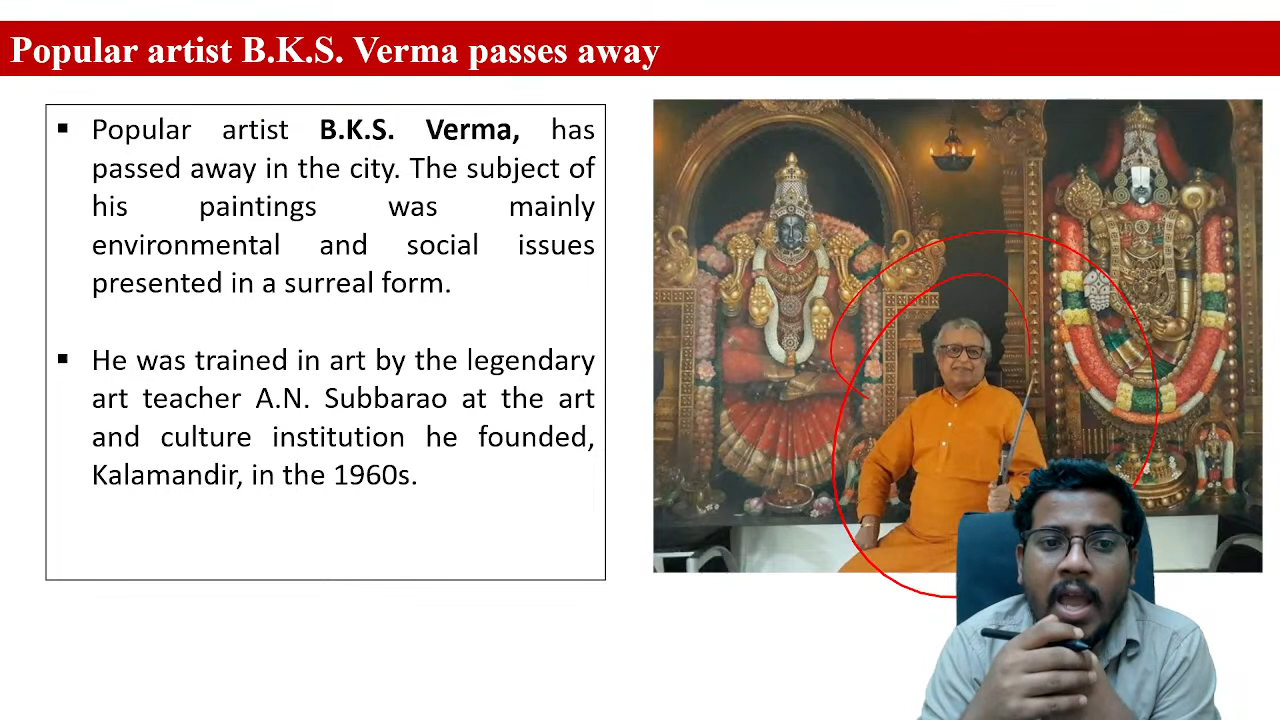 Popular artist B.K.S. Verma passes away
▪ Popular artist B.K.S. Verma, has
passed away in the city. The subject of
his paintings was mainly
environmental and social issues
presented in a surreal form.
▪ He was trained in art by the legendary
art teacher A.N. Subbarao at the art
and culture institution he founded,
Kalamandir, in the 1960s.